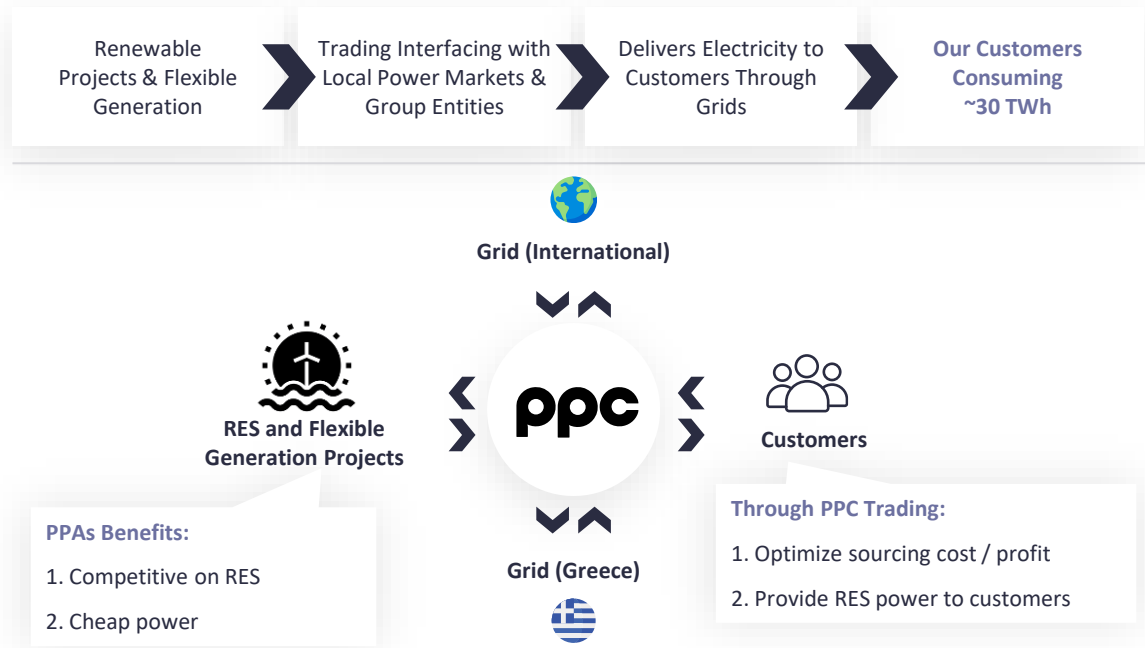 Renewable
Projects & Flexible
Generation
Trading Interfacing with
Local Power Markets &
Group Entities
Delivers Electricity to
Customers Through
Grids
Our Customers
Consuming
~30 TWh
Grid (International)
ppc
RES and Flexible
Generation Projects
Customers
PPAs Benefits:
1. Competitive on RES
2. Cheap power
Through PPC Trading:
1. Optimize sourcing cost / profit
2. Provide RES power to customers
Grid (Greece)